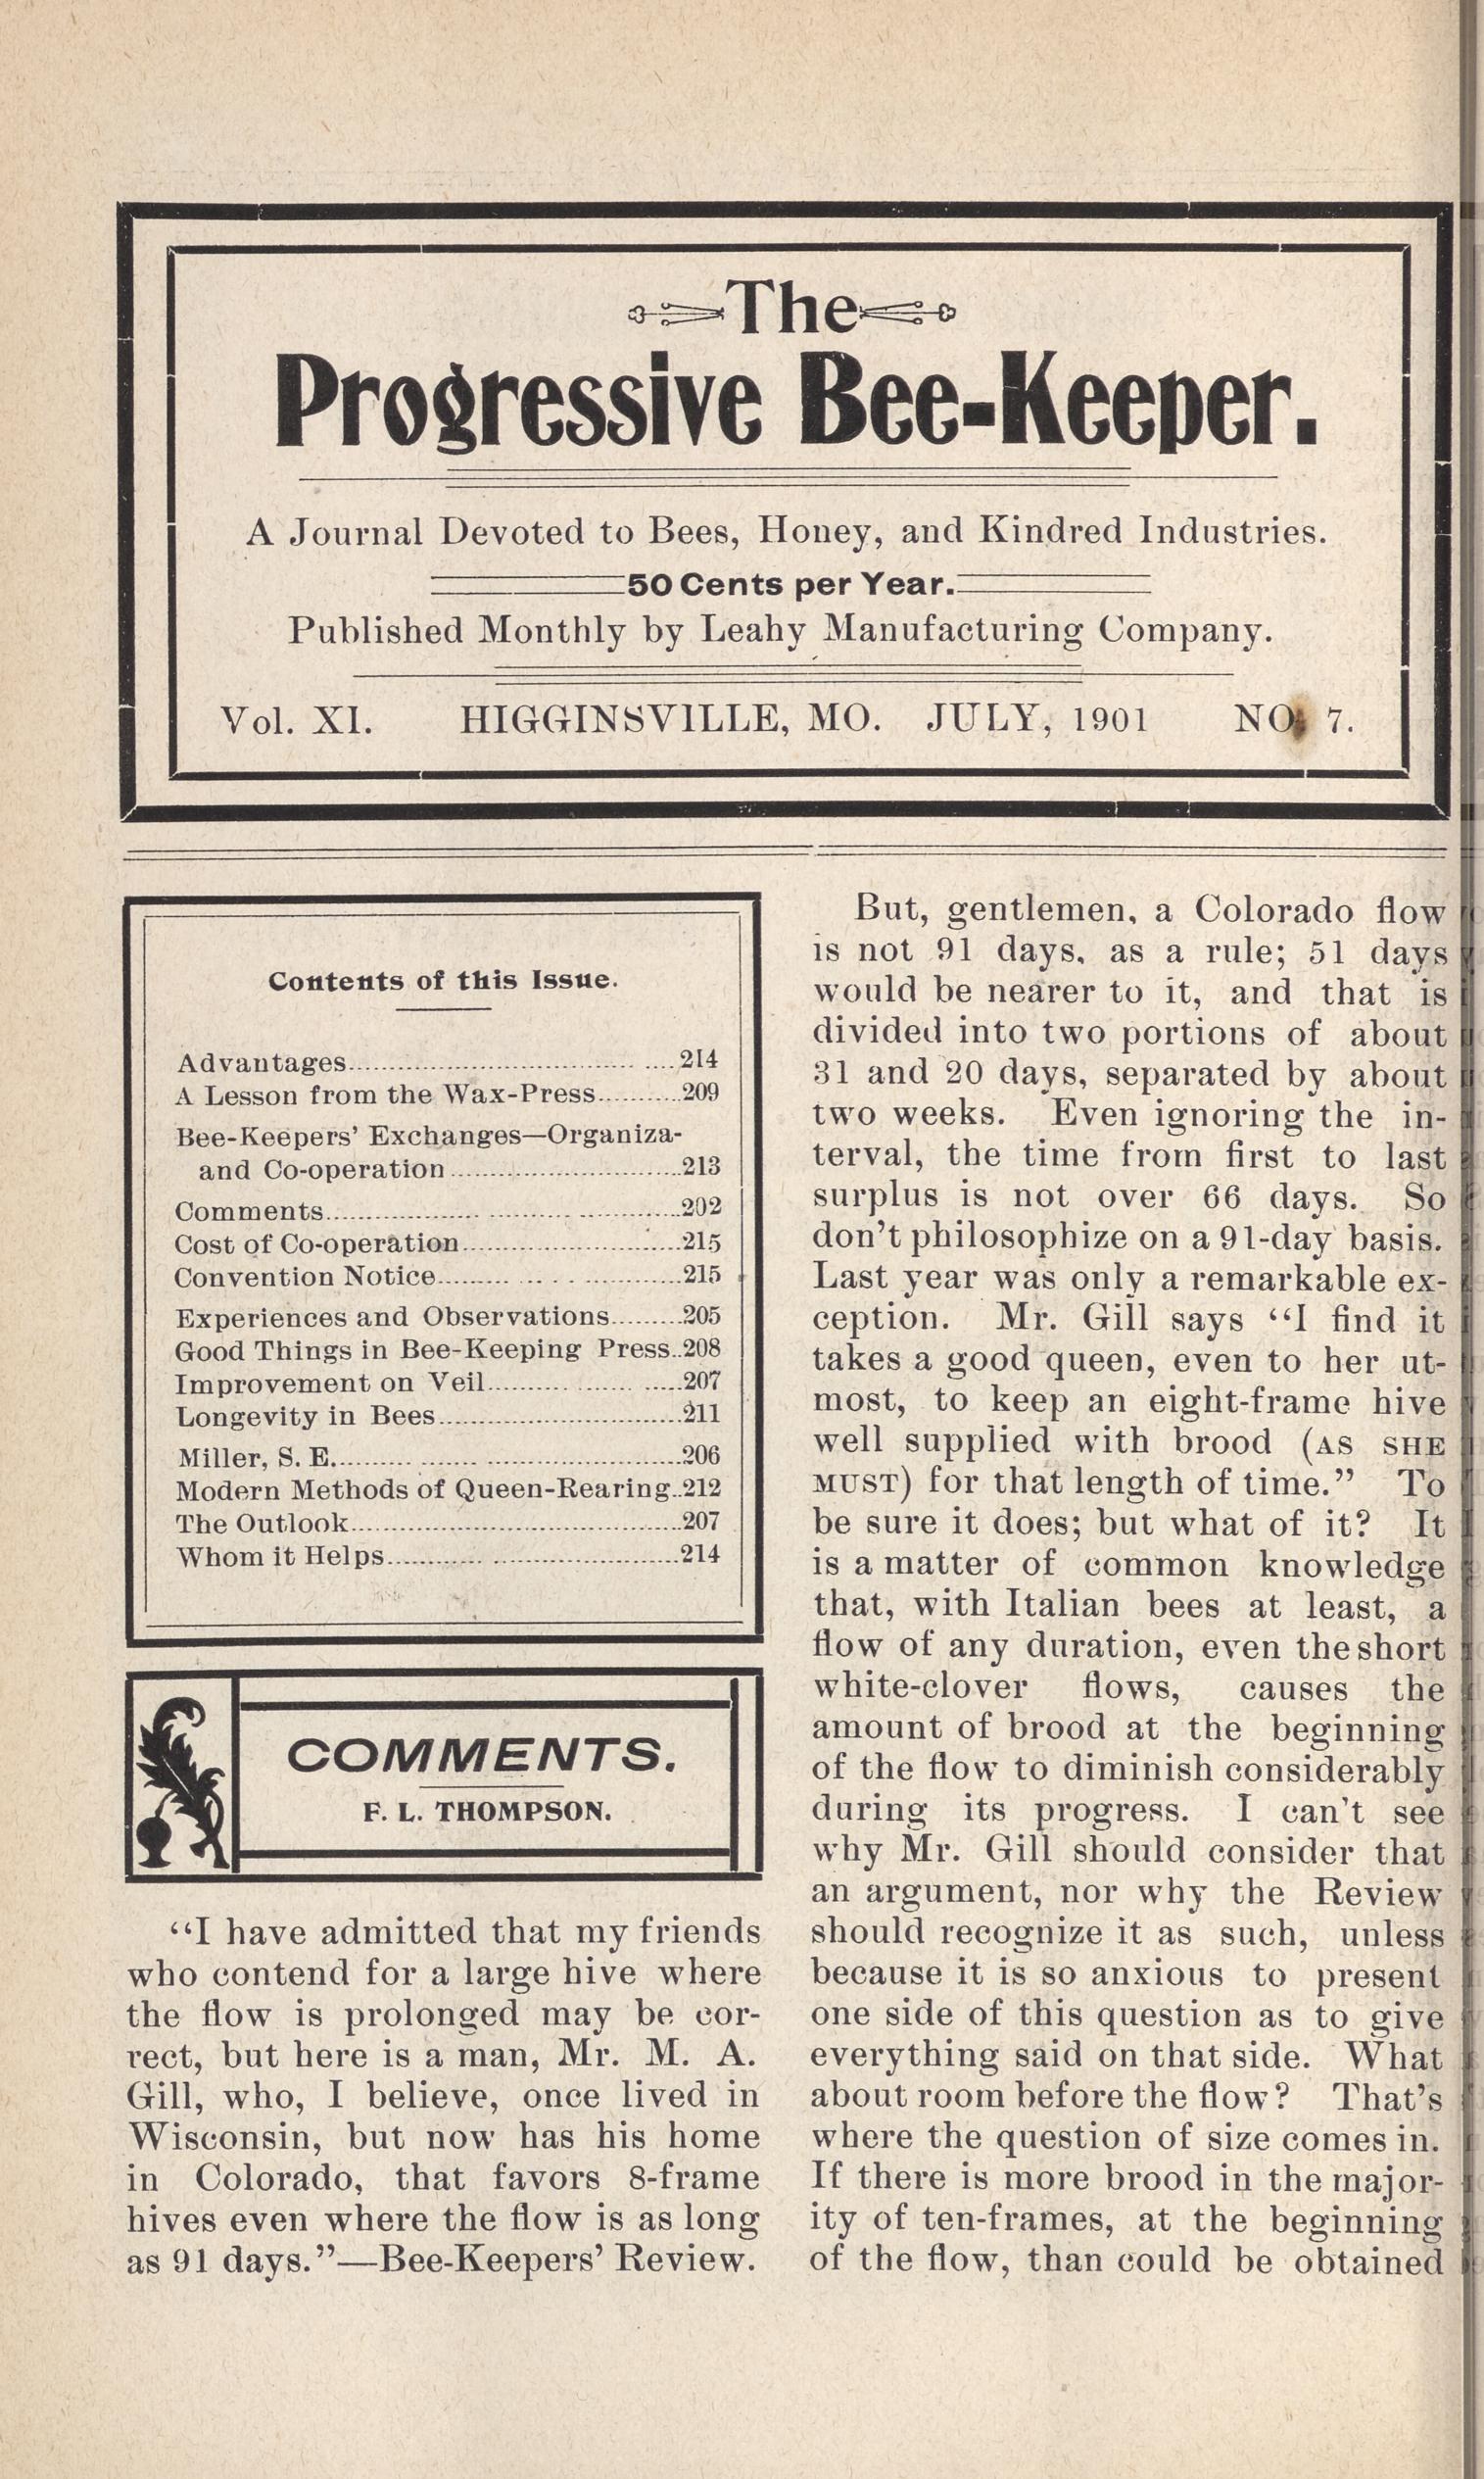 The
Progressive Bee-Keeper.
A Journal Devoted to Bees, Honey, and Kindred Industries.
50 Cents per Year.
Published Monthly by Leahy Manufacturing Company.
Vol. XI. HIGGINSVILLE, MO. JULY, 1901 NO. 7.
Contents of this Issue.
Advantages....................................... ....214
A Lesson from the Wax-Press...........209
Bee-Keepers' Exchanges—Organiza-
and Co-operation..............................213
Comments.................... ........... .............202
Cost of Co-operation............................215
Convention Notice......... .. . . ............215
Experiences and Observations.........205
Good Things in Bee-Keeping Press..208
Improvement on Veil.......... ....... .....207
Longevity in Bees...............................211
Miller, S. E.......... ....... .........................206
Modern Methods of Queen-Rearing..212
The Outlook..........................................207
Whom it Helps............ ........................214
COMMENTS.
F. L. THOMPSON.
"I have admitted that my friends
who contend for a large hive where
the flow is prolonged may be cor-
rect, but here is a man, Mr. M. A.
Gill, who, I believe, once lived in
Wisconsin, but now has his home
in Colorado, that favors 8-frame
hives even where the flow is as long
as 91 days."—Bee-Keepers' Review.
But, gentlemen, a Colorado flow
is not 91 days, as a rule; 51 days
would be nearer to it, and that is
divided into two portions of about
31 and 20 days, separated by about
two weeks. Even ignoring the in-
terval, the time from first to last
surplus is not over 66 days. So
don't philosophize on a 91-day basis.
Last year was only a remarkable ex-
ception. Mr. Gill says "I find it
takes a good queen, even to her ut-
most, to keep an eight-frame hive
well supplied with brood (AS SHE
MUST) for that length of time." To
be sure it does; but what of it? It
is a matter of common knowledge
that, with Italian bees at least, a
flow of any duration, even the short
white-clover flows, causes the
amount of brood at the beginning
of the flow to diminish considerably
during its progress. I can't see
why Mr. Gill should consider that
an argument, nor why the Review
should recognize it as such, unless
because it is so anxious to present
one side of this question as to give
everything said on that side. What
about room before the flow? That's
where the question of size comes in.
If there is more brood in the major-
ity of ten-frames, at the beginning
of the flow, than could be obtained